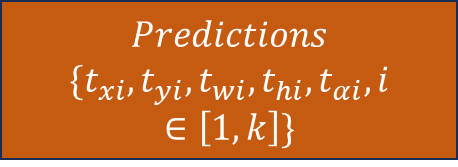 Predictions
{t_{xi}, t_{yi}, t_{wi}, t_{hi}, t_{αi}, i
∈ [1, k]}